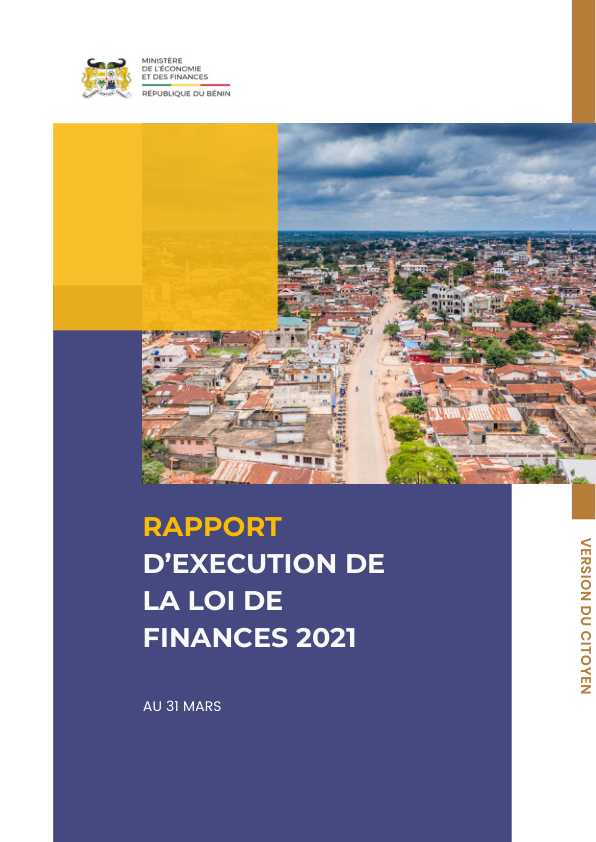 MINISTÈRE
DE L'ÉCONOMIE
ET DES FINANCES
RÉPUBLIQUE DU BÉNIN
RAPPORT
D'EXECUTION DE
LA LOI DE
FINANCES 2021
AU 31 MARS
VERSION DU CITOYEN